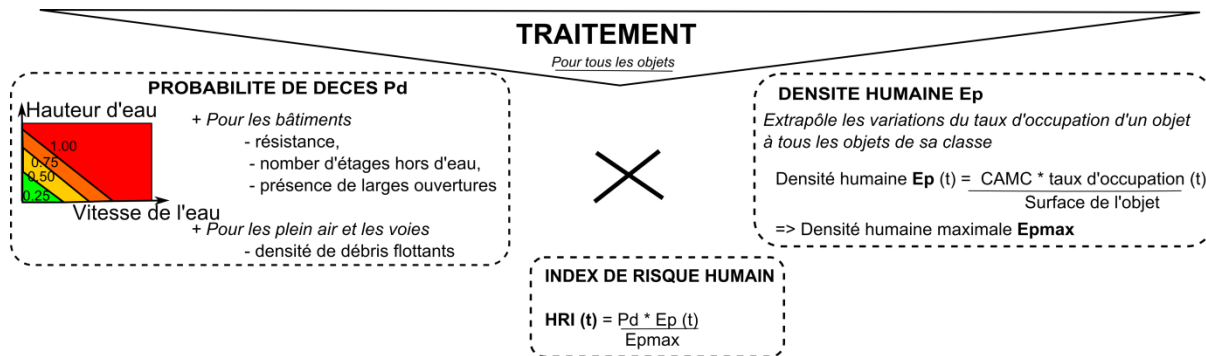 TRAITEMENT
Pour tous les objets
PROBABILITE DE DECES Pd
Hauteur d'eau
1.00
0.75
0.50
0.25
Vitesse de l'eau
+ Pour les bâtiments
- résistance,
- nomber d'étages hors d'eau,
- présence de larges ouvertures
+ Pour les plein air et les voies
- densité de débris flottants
DENSITE HUMAINE Ep
Extrapôle les variations du taux d'occupation d'un objet
à tous les objets de sa classe
Densité humaine Ep (t) = CAMC * taux d'occupation (t)
Surface de l'objet
=> Densité humaine maximale Epmax
INDEX DE RISQUE HUMAIN
HRI (t) = Pd * Ep (t)
Epmax